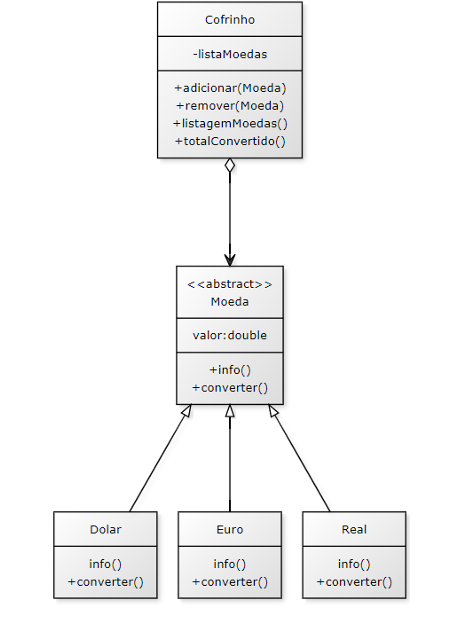 Cofrinho
-listaMoedas
+adicionar(Moeda)
+remover(Moeda)
+listagemMoedas()
+totalConvertido()
<<abstract>>
Moeda
valor:double
+info()
+converter()
Dolar
info()
+converter()
Euro
info()
+converter()
Real
info()
+converter()